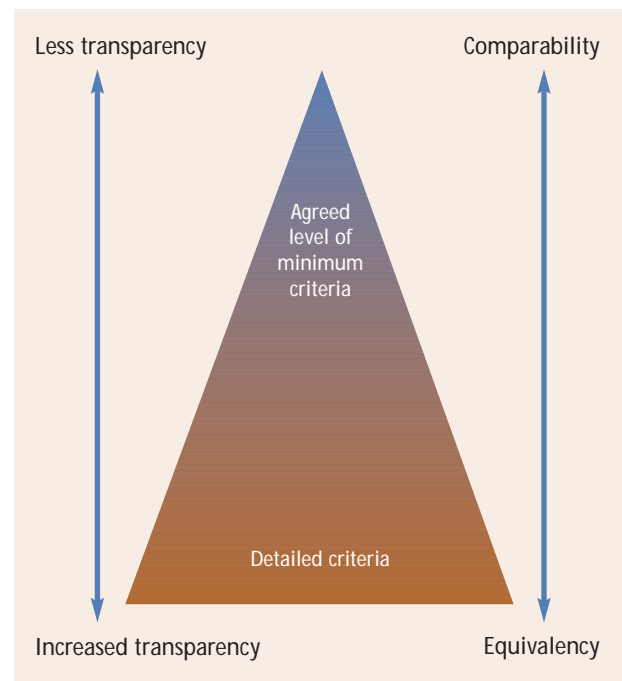 Less transparency
Comparability
Agreed
level of
minimum
criteria
Detailed criteria
Increased transparency
Equivalency